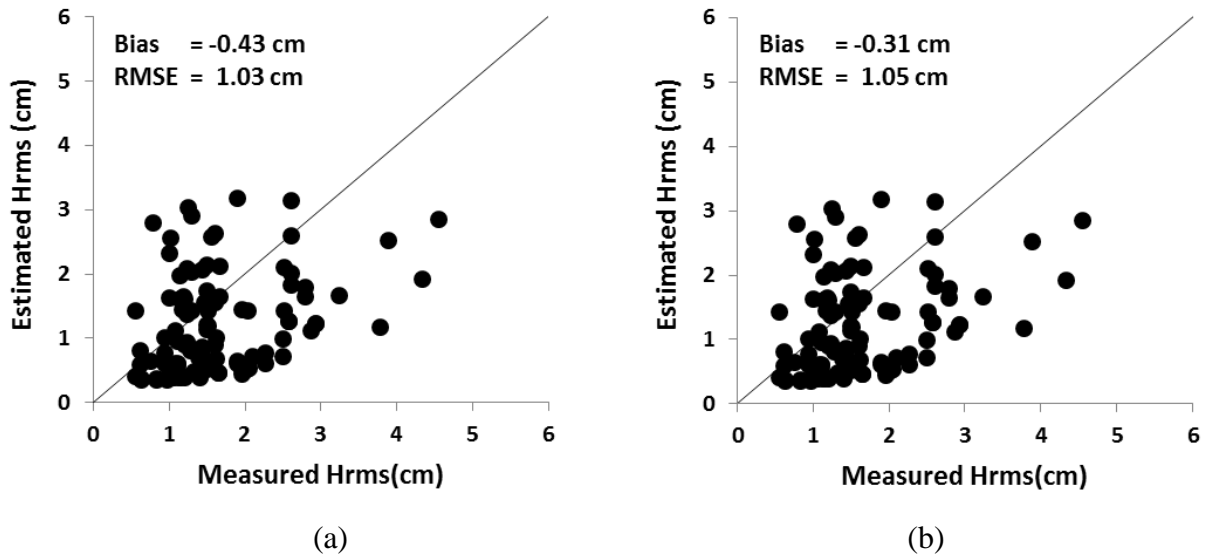 6
Bias = -0.43 cm
RMSE = 1.03 cm
5
4
3
2
1
0
Estimated Hrms (cm)
0 1 2 3 4 5 6
Measured Hrms(cm)
(a)
6
Bias = -0.31 cm
RMSE = 1.05 cm
5
4
3
2
1
0
Estimated Hrms (cm)
0 1 2 3 4 5 6
Measured Hrms(cm)
(b)